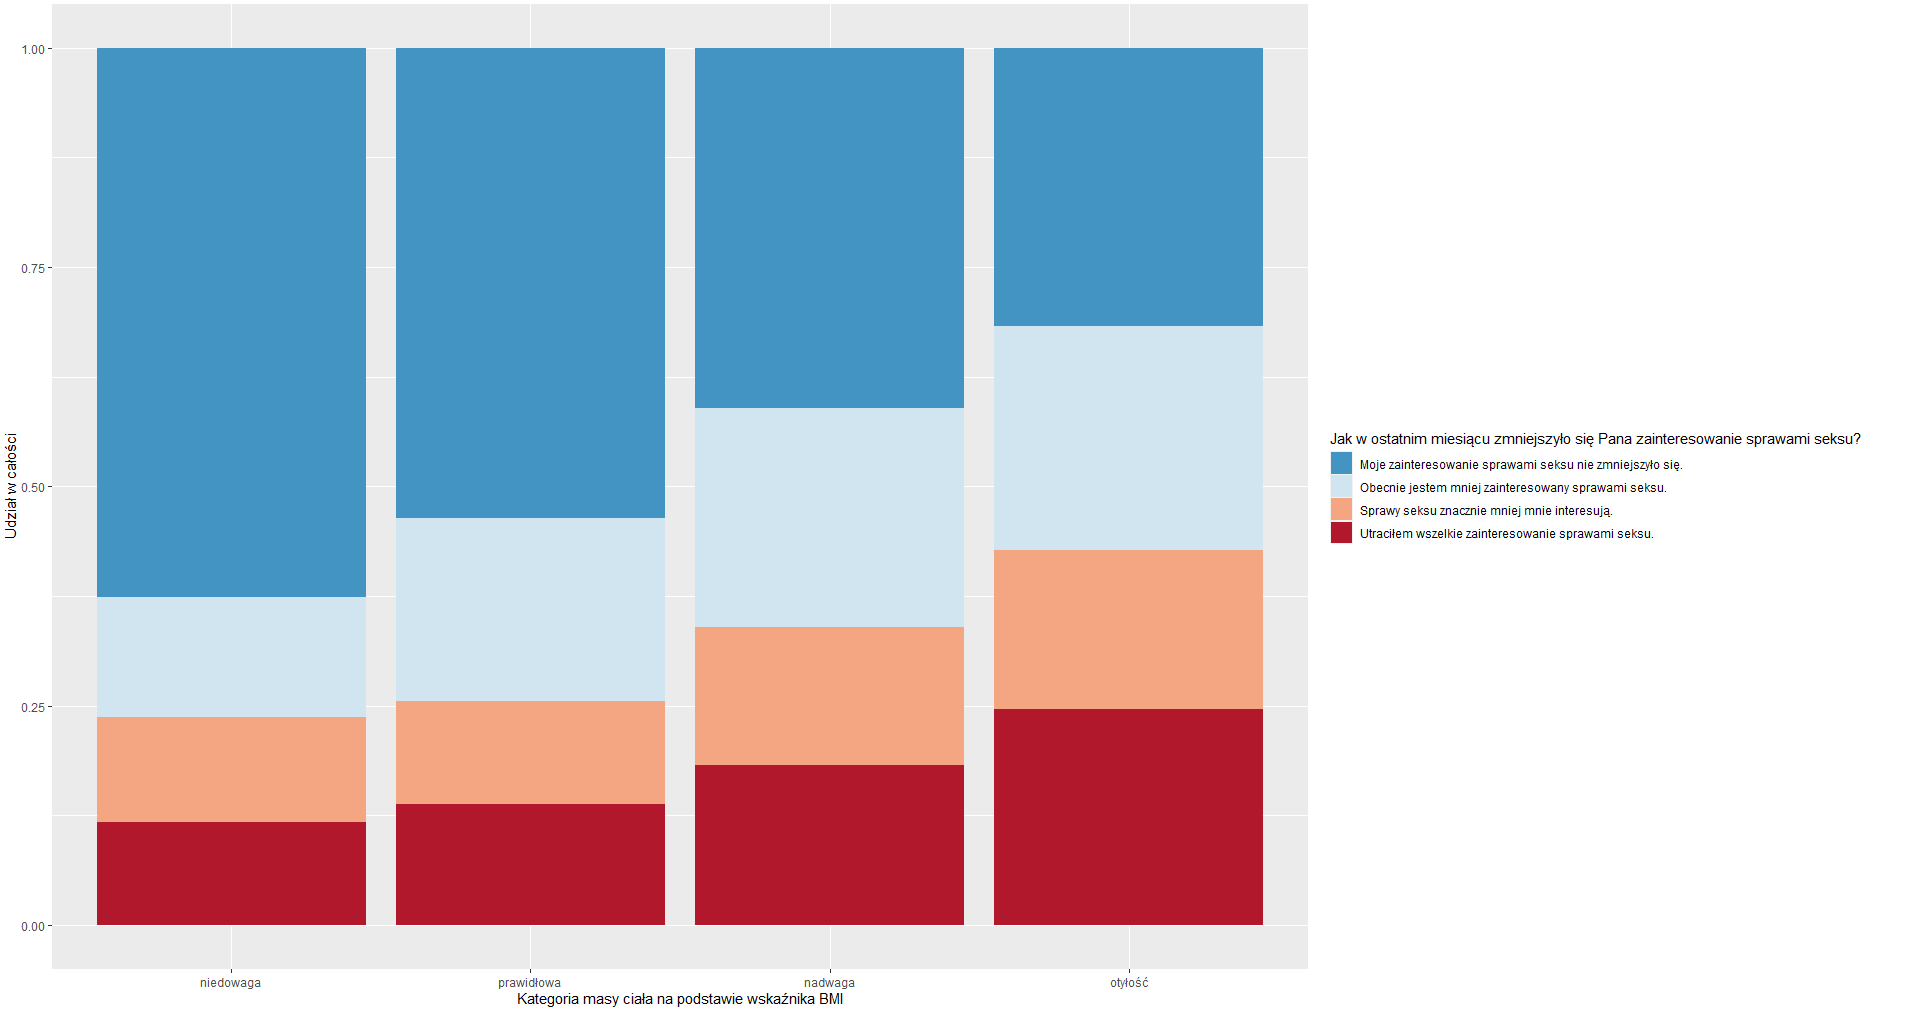 1.00
0.75
0.50
0.25
0.00
Udział w całości
niedowaga
prawidłowa
nadwaga
otyłość
Kategoria masy ciała na podstawie wskaźnika BMI
Jak w ostatnim miesiącu zmniejszyło się Pana zainteresowanie sprawami seksu?
Moje zainteresowanie sprawami seksu nie zmniejszyło się.
Obecnie jestem mniej zainteresowany sprawami seksu.
Sprawy seksu znacznie mniej mnie interesują.
Utraciłem wszelkie zainteresowanie sprawami seksu.